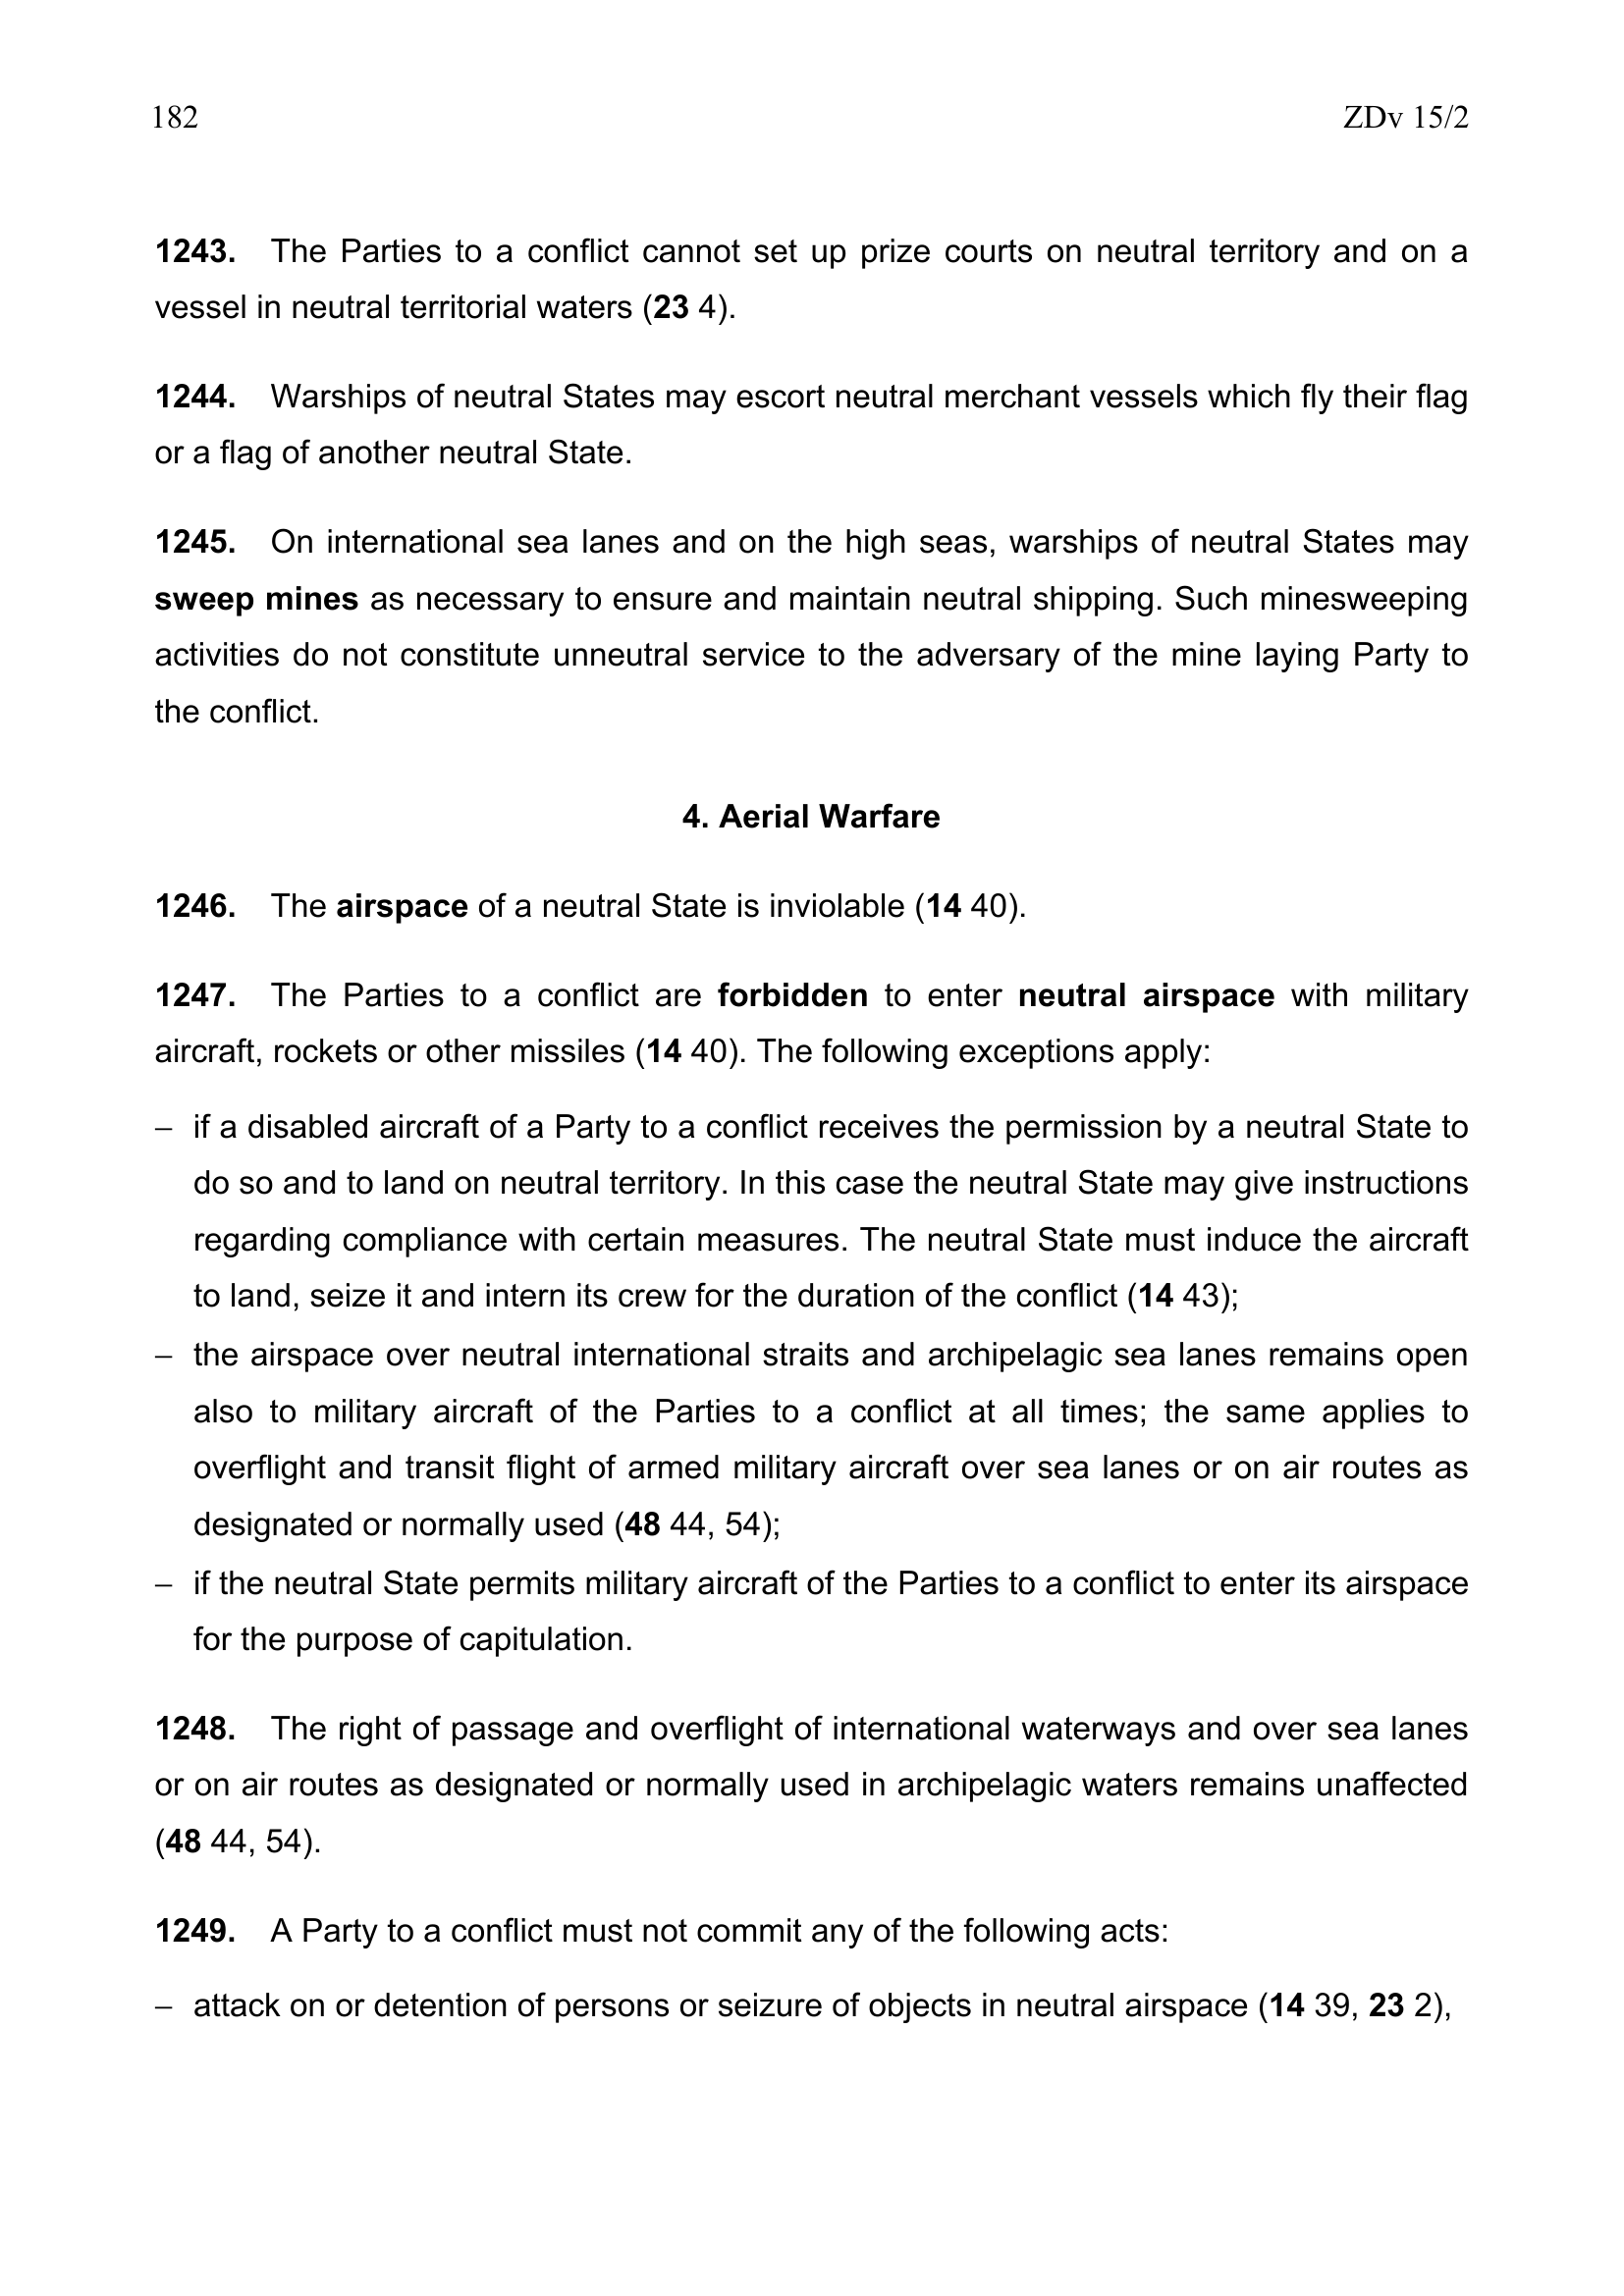 182 ZDv 15/2
1243. The Parties to a conflict cannot set up prize courts on neutral territory and on a
vessel in neutral territorial waters (23 4).
1244. Warships of neutral States may escort neutral merchant vessels which fly their flag
or a flag of another neutral State.
1245. On international sea lanes and on the high seas, warships of neutral States may
sweep mines as necessary to ensure and maintain neutral shipping. Such minesweeping
activities do not constitute unneutral service to the adversary of the mine laying Party to
the conflict.
4. Aerial Warfare
1246. The airspace of a neutral State is inviolable (14 40).
1247. The Parties to a conflict are forbidden to enter neutral airspace with military
aircraft, rockets or other missiles (14 40). The following exceptions apply:
– if a disabled aircraft of a Party to a conflict receives the permission by a neutral State to
do so and to land on neutral territory. In this case the neutral State may give instructions
regarding compliance with certain measures. The neutral State must induce the aircraft
to land, seize it and intern its crew for the duration of the conflict (14 43);
– the airspace over neutral international straits and archipelagic sea lanes remains open
also to military aircraft of the Parties to a conflict at all times; the same applies to
overflight and transit flight of armed military aircraft over sea lanes or on air routes as
designated or normally used (48 44, 54);
– if the neutral State permits military aircraft of the Parties to a conflict to enter its airspace
for the purpose of capitulation.
1248. The right of passage and overflight of international waterways and over sea lanes
or on air routes as designated or normally used in archipelagic waters remains unaffected
(48 44, 54).
1249. A Party to a conflict must not commit any of the following acts:
– attack on or detention of persons or seizure of objects in neutral airspace (14 39, 23 2),